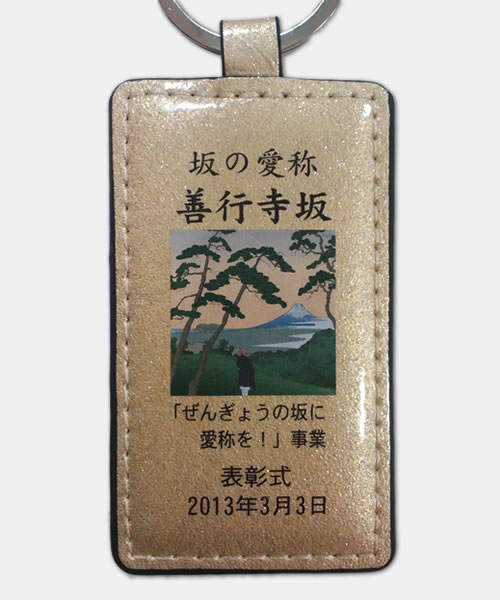 坂の愛称
善行寺坂
「ぜんぎょうの坂に
愛称を！」事業
表彰式
2013年3月3日